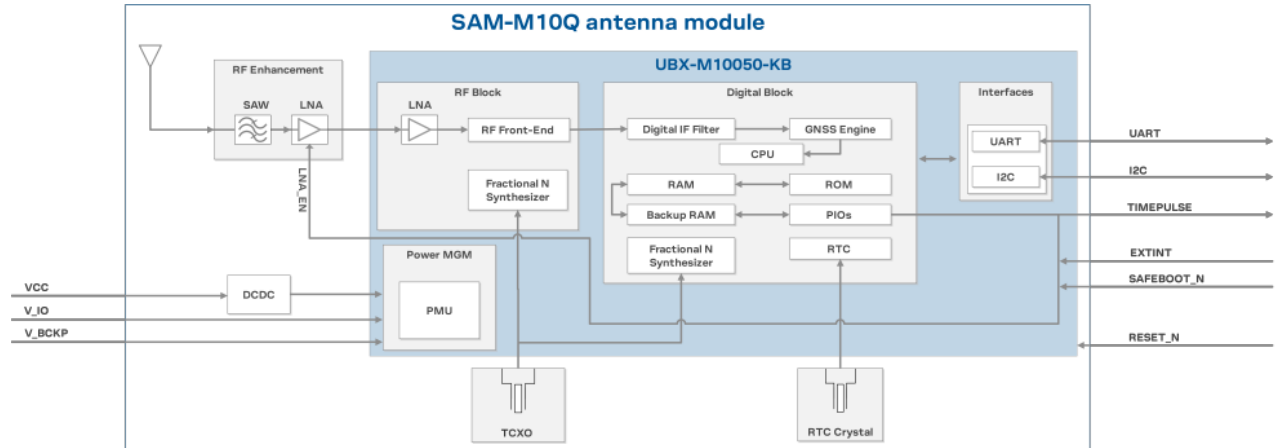 SAM-M10Q antenna module
UBX-M10050-KB
RF Enhancement
SAW
LNA
LNA_EN
RF Block
LNA
RF Front-End
Fractional N
Synthesizer
Digital Block
Digital IF Filter
GNSS Engine
CPU
RAM
ROM
Backup RAM
PIOs
Fractional N
Synthesizer
RTC
Interfaces
UART
I2C
Power MGM
PMU
DCDC
VCC
V_IO
V_BCKP
UART
I2C
TIMEPULSE
EXTINT
SAFEBOOT_N
RESET_N
TCXO
RTC Crystal